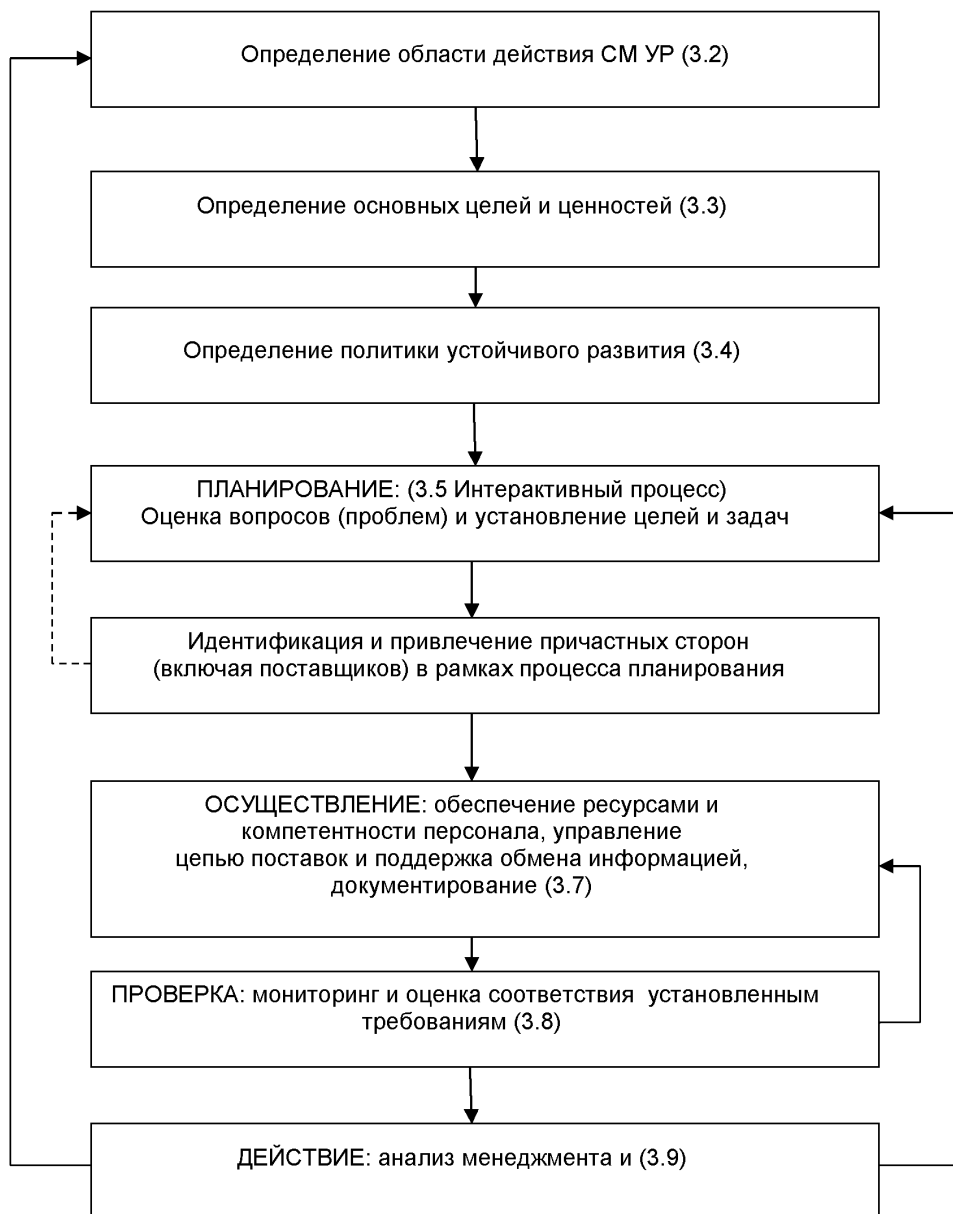 Определение области действия СМ УР (3.2)
Определение основных целей и ценностей (3.3)
Определение политики устойчивого развития (3.4)
ПЛАНИРОВАНИЕ: (3.5 Интерактивный процесс)
Оценка вопросов (проблем) и установление целей и задач
Идентификация и привлечение причастных сторон
(включая поставщиков) в рамках процесса планирования
ОСУЩЕСТВЛЕНИЕ: обеспечение ресурсами и
компетентности персонала, управление
цепью поставок и поддержка обмена информацией,
документирование (3.7)
ПРОВЕРКА: мониторинг и оценка соответствия установленным
требованиям (3.8)
ДЕЙСТВИЕ: анализ менеджмента и (3.9)